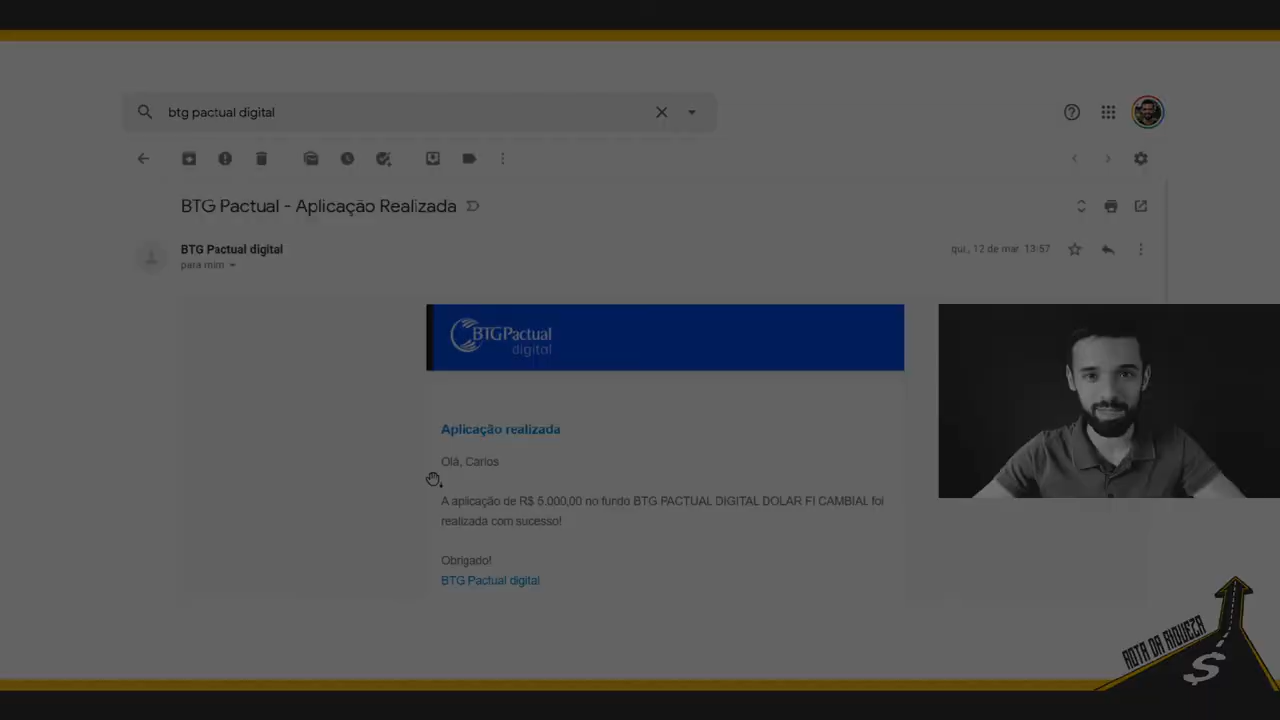 btg pactual digital
BTG Pactual - Aplicação Realizada
BTG Pactual digital
qui., 12 de mar. 13:57
para mim
BTGPactual
digital
Aplicação realizada
Olá, Carlos
A aplicação de R$ 5.000,00 no fundo BTG PACTUAL DIGITAL DOLAR FI CAMBIAL foi
realizada com sucesso!
Obrigado!
BTG Pactual digital
ROTA DA RIQUEZA
$